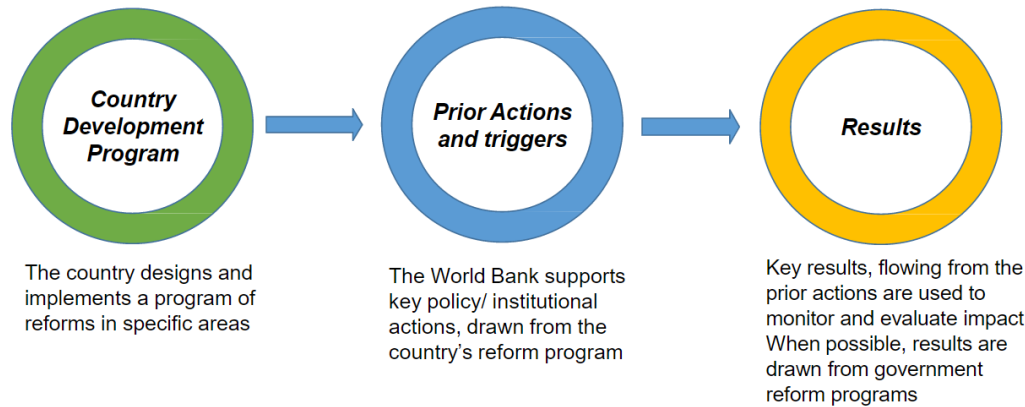 Country
Development
Program
Prior Actions
and triggers
Results
The country designs and
implements a program of
reforms in specific areas
The World Bank supports
key policy/ institutional
actions, drawn from the
country's reform program
Key results, flowing from the
prior actions are used to
monitor and evaluate impact
When possible, results are
drawn from government
reform programs